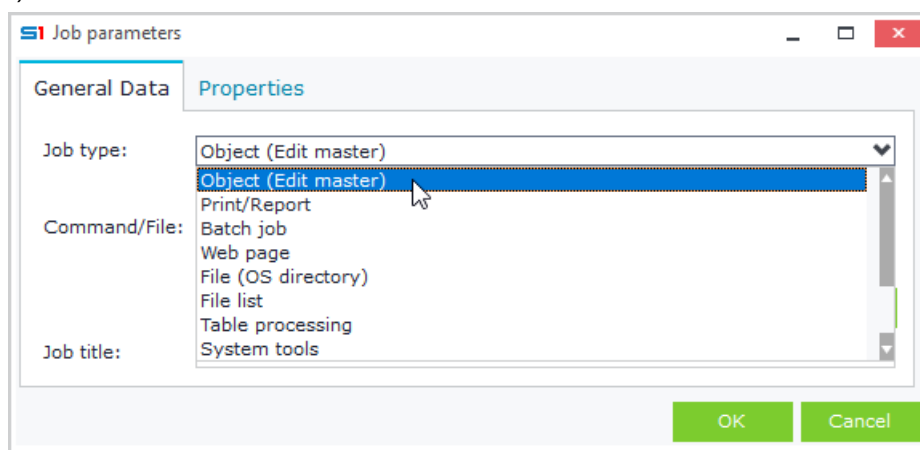 S1 Job parameters
General Data Properties
Job type: Object (Edit master)
Object (Edit master)
Print/Report
Command/File: Batch job
Web page
File (OS directory)
File list
Table processing
Job title: System tools
OK Cancel